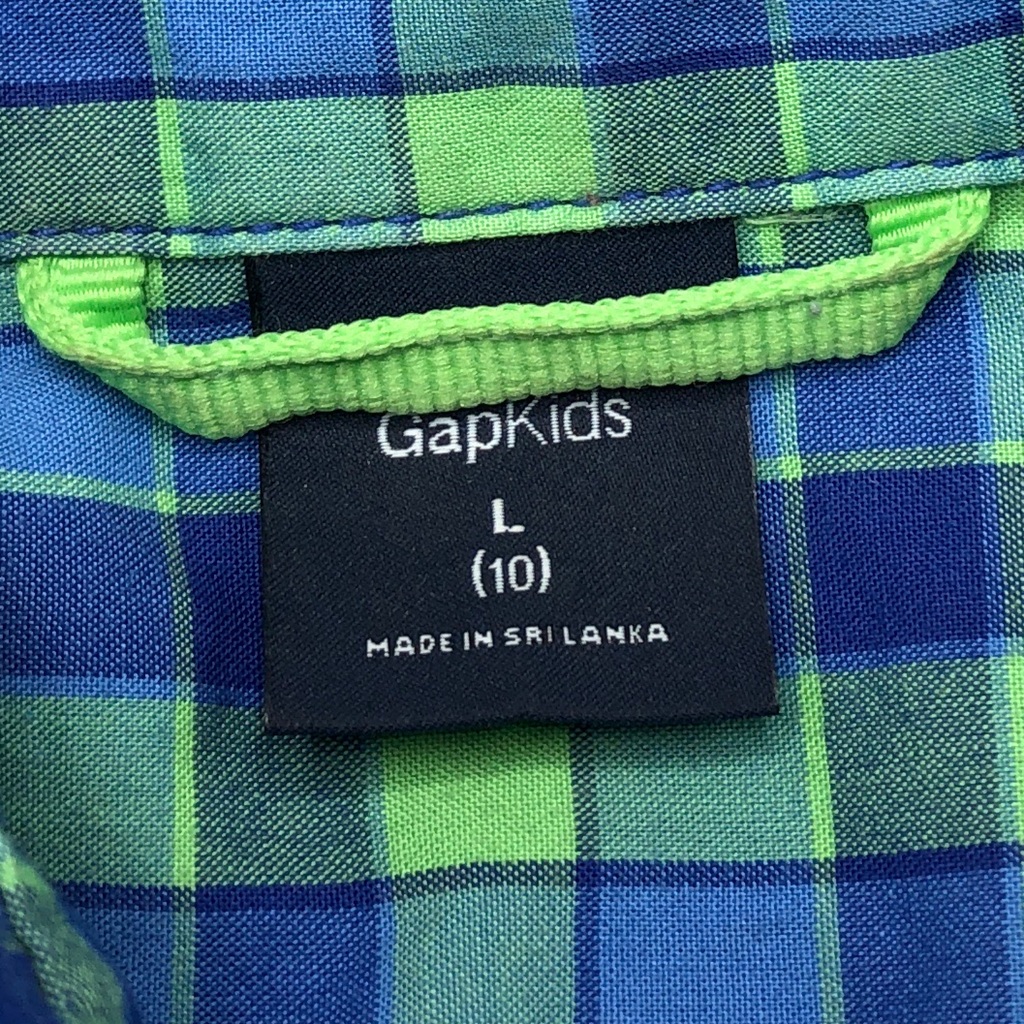 GapKids
L
(10)
MADE IN SRI LANKA